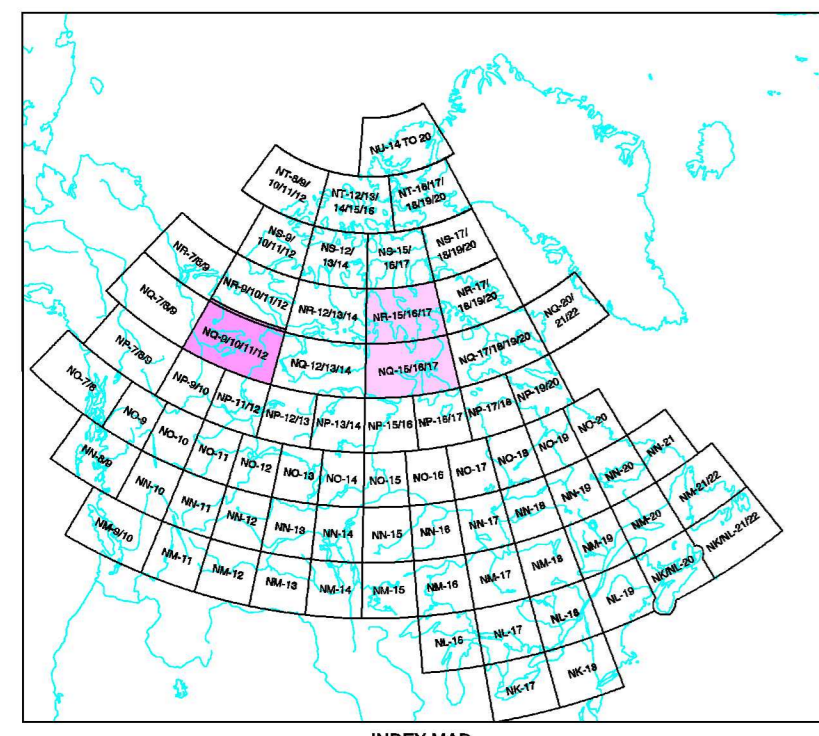 NU-14 TO 20
NT-8/9/
10/11/12
NT-12/13/
14/15/16
NT-16/17/
18/19/20
NS-9/
10/11/12
NS-12/
13/14
NS-15/
16/17
NS-17/
18/19/20
NR-7/8/9
NR-9/10/11/12
NR-12/13/14
NR-15/16/17
NR-17/
18/19/20
NQ-20/
21/22
NQ-7/8/9
NQ-9/10/11/12
NQ-12/13/14
NQ-15/16/17
NQ-17/18/19/20
NP-7/8/9
NP-9/10
NP-11/12
NP-12/13
NP-13/14
NP-15/16
NP-16/17
NP-17/18
NP-19/20
NO-7/8
NO-9
NO-10
NO-11
NO-12
NO-13
NO-14
NO-15
NO-16
NO-17
NO-18
NO-19
NO-20
NN-8/9
NN-10
NN-11
NN-12
NN-13
NN-14
NN-15
NN-16
NN-17
NN-18
NN-19
NN-20
NN-21
NM-9/10
NM-11
NM-12
NM-13
NM-14
NM-15
NM-16
NM-17
NM-18
NM-19
NM-20
NM-21/22
NL-16
NL-17
NL-18
NL-19
NK/NL-20
NK/NL-21/22
NK-17
NK-18
INDEX MAP